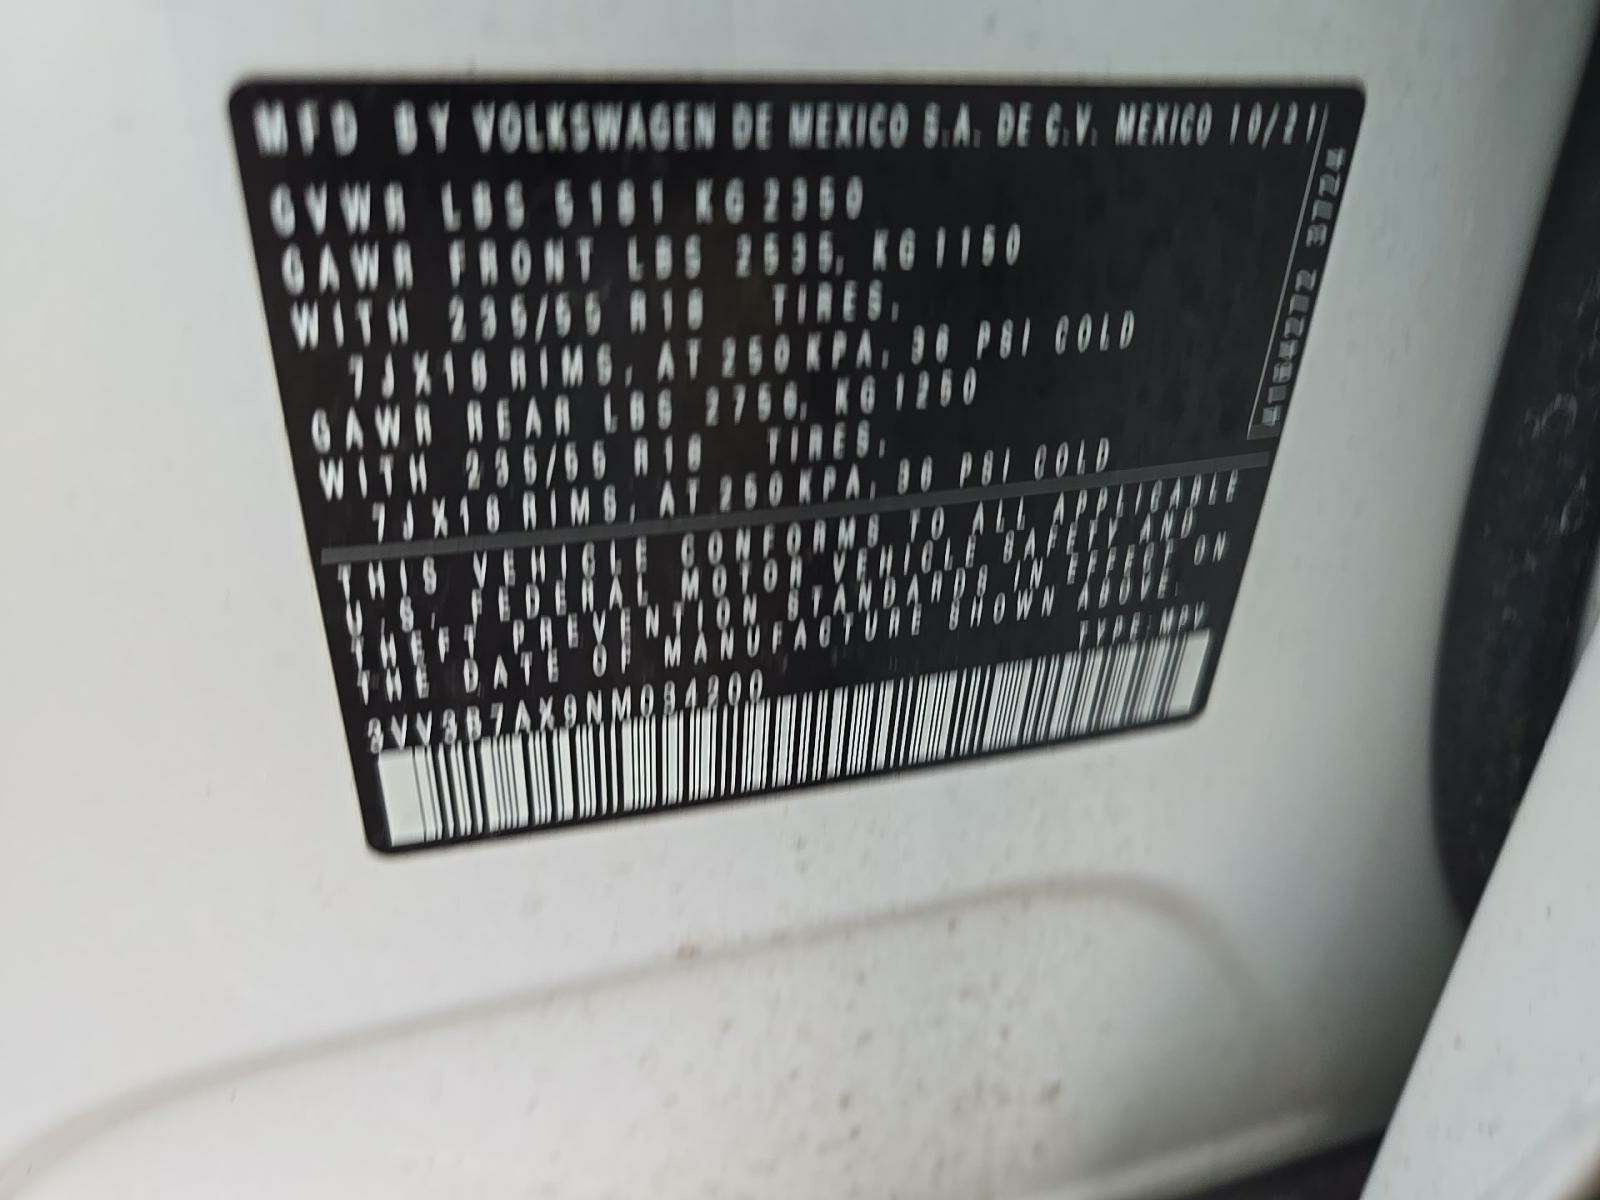 MFD BY VOLKSWAGEN DE MEXICO S.A. DE C.V. MEXICO 10/21
GVWR LBS 5181 KG 2350
GAWR FRONT LBS 2535, KG 1150
WITH 235/55 R18 TIRES,
7JX18 RIMS, AT 250 KPA, 36 PSI COLD
GAWR REAR LBS 2756, KG 1250
WITH 235/55 R18 TIRES,
7JX18 RIMS, AT 250 KPA, 36 PSI COLD
THIS VEHICLE CONFORMS TO ALL APPLICABLE
U.S. FEDERAL MOTOR VEHICLE SAFETY AND
THEFT PREVENTION STANDARDS IN EFFECT ON
THE DATE OF MANUFACTURE SHOWN ABOVE.
3VV3B7AX9NM034200 TYPE: MPV